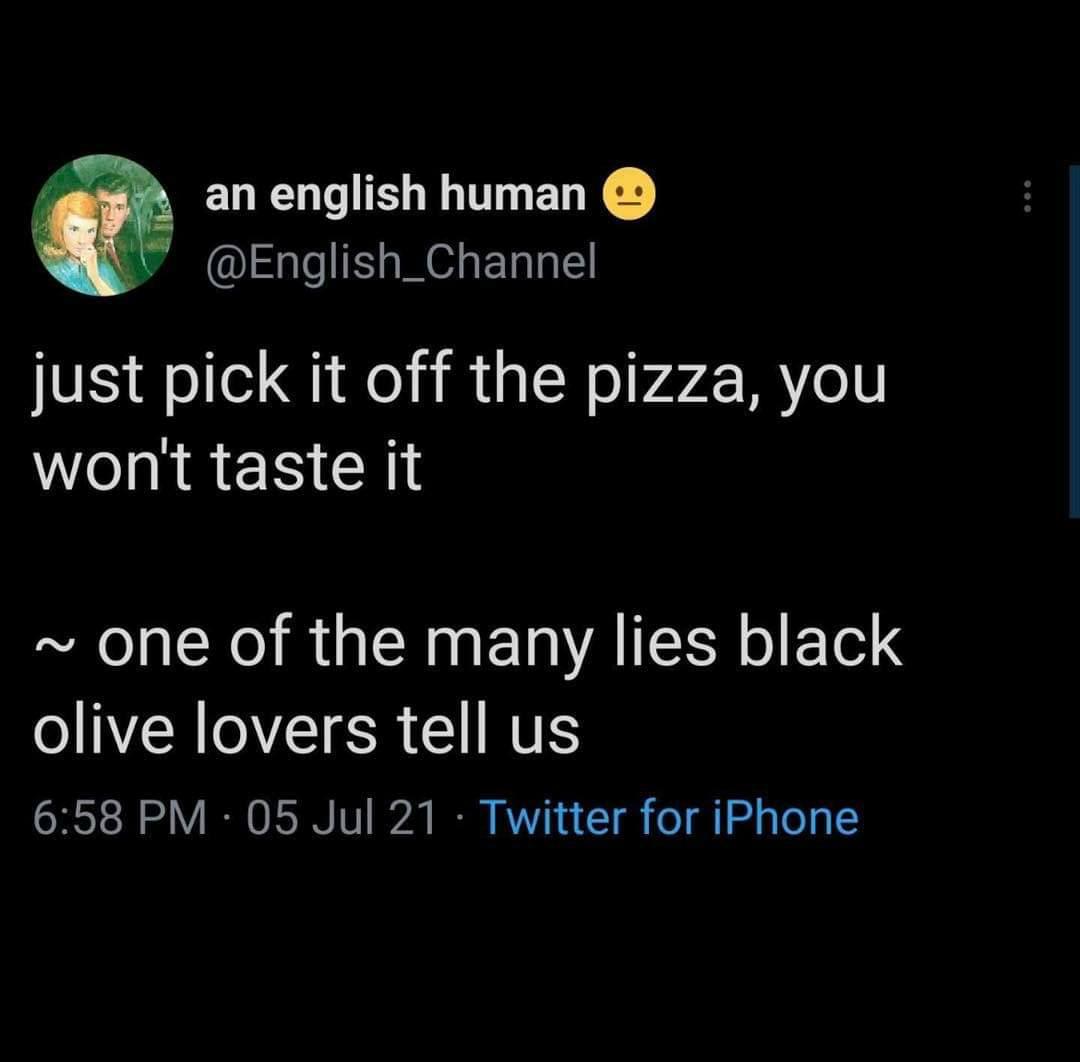 an english human 😐
@English_Channel
just pick it off the pizza, you
won't taste it
~ one of the many lies black
olive lovers tell us
6:58 PM · 05 Jul 21 · Twitter for iPhone